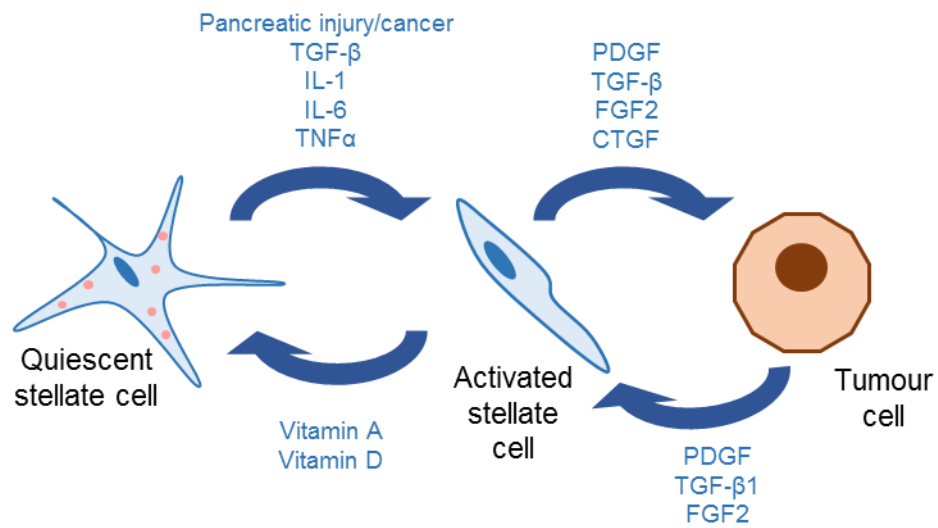 Pancreatic injury/cancer
TGF-β
IL-1
IL-6
TNFα
PDGF
TGF-β
FGF2
CTGF
Quiescent
stellate cell
Activated
stellate
cell
Tumour
cell
Vitamin A
Vitamin D
PDGF
TGF-β1
FGF2